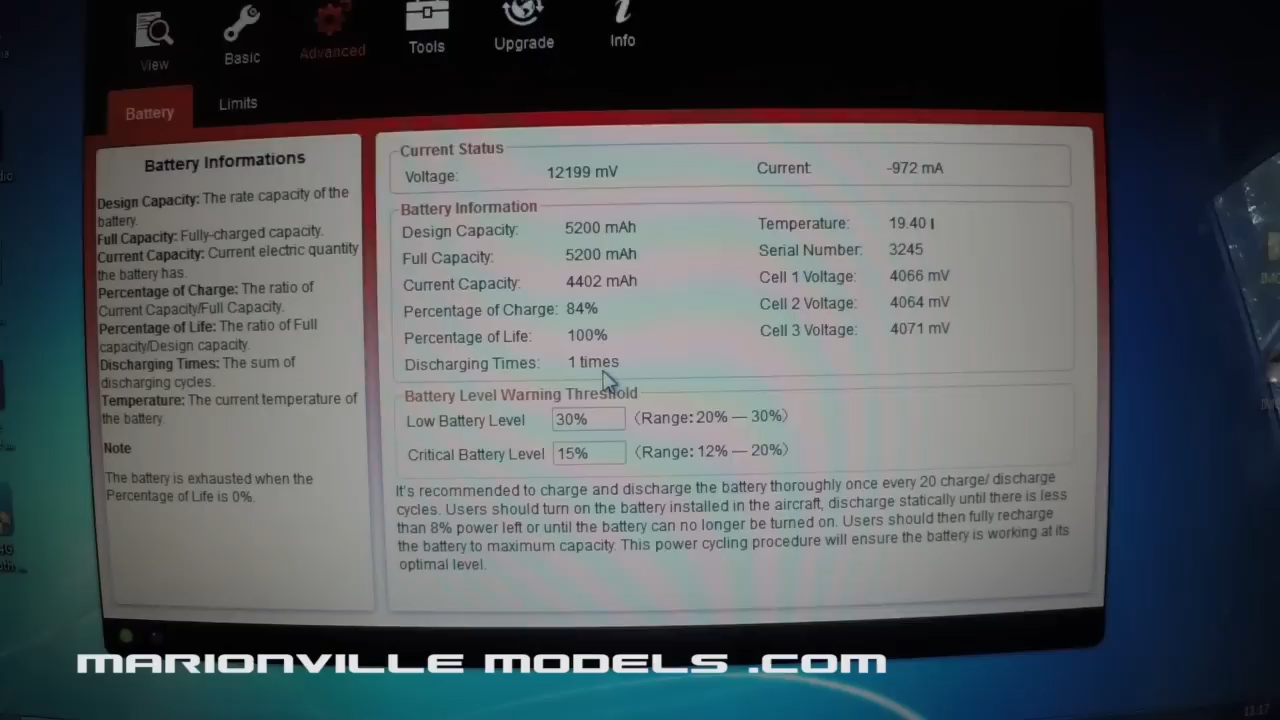 View
Basic
Advanced
Tools
Upgrade
Info
Battery
Limits
Battery Informations
Design Capacity: The rate capacity of the
battery.
Full Capacity: Fully-charged capacity.
Current Capacity: Current electric quantity
the battery has.
Percentage of Charge: The ratio of
Current Capacity/Full Capacity.
Percentage of Life: The ratio of Full
capacity/Design capacity.
Discharging Times: The sum of
discharging cycles.
Temperature: The current temperature of
the battery.
Note
The battery is exhausted when the
Percentage of Life is 0%.
Current Status
Voltage: 12199 mV Current: -972 mA
Battery Information
Design Capacity: 5200 mAh Temperature: 19.40
Full Capacity: 5200 mAh Serial Number: 3245
Current Capacity: 4402 mAh Cell 1 Voltage: 4066 mV
Percentage of Charge: 84% Cell 2 Voltage: 4064 mV
Percentage of Life: 100% Cell 3 Voltage: 4071 mV
Discharging Times: 1 times
Battery Level Warning Threshold
Low Battery Level 30% (Range: 20% — 30%)
Critical Battery Level 15% (Range: 12% — 20%)
It's recommended to charge and discharge the battery thoroughly once every 20 charge/ discharge
cycles. Users should turn on the battery installed in the aircraft, discharge statically until there is less
than 8% power left or until the battery can no longer be turned on. Users should then fully recharge
the battery to maximum capacity. This power cycling procedure will ensure the battery is working at its
optimal level.
MARIONVILLE MODELS .COM